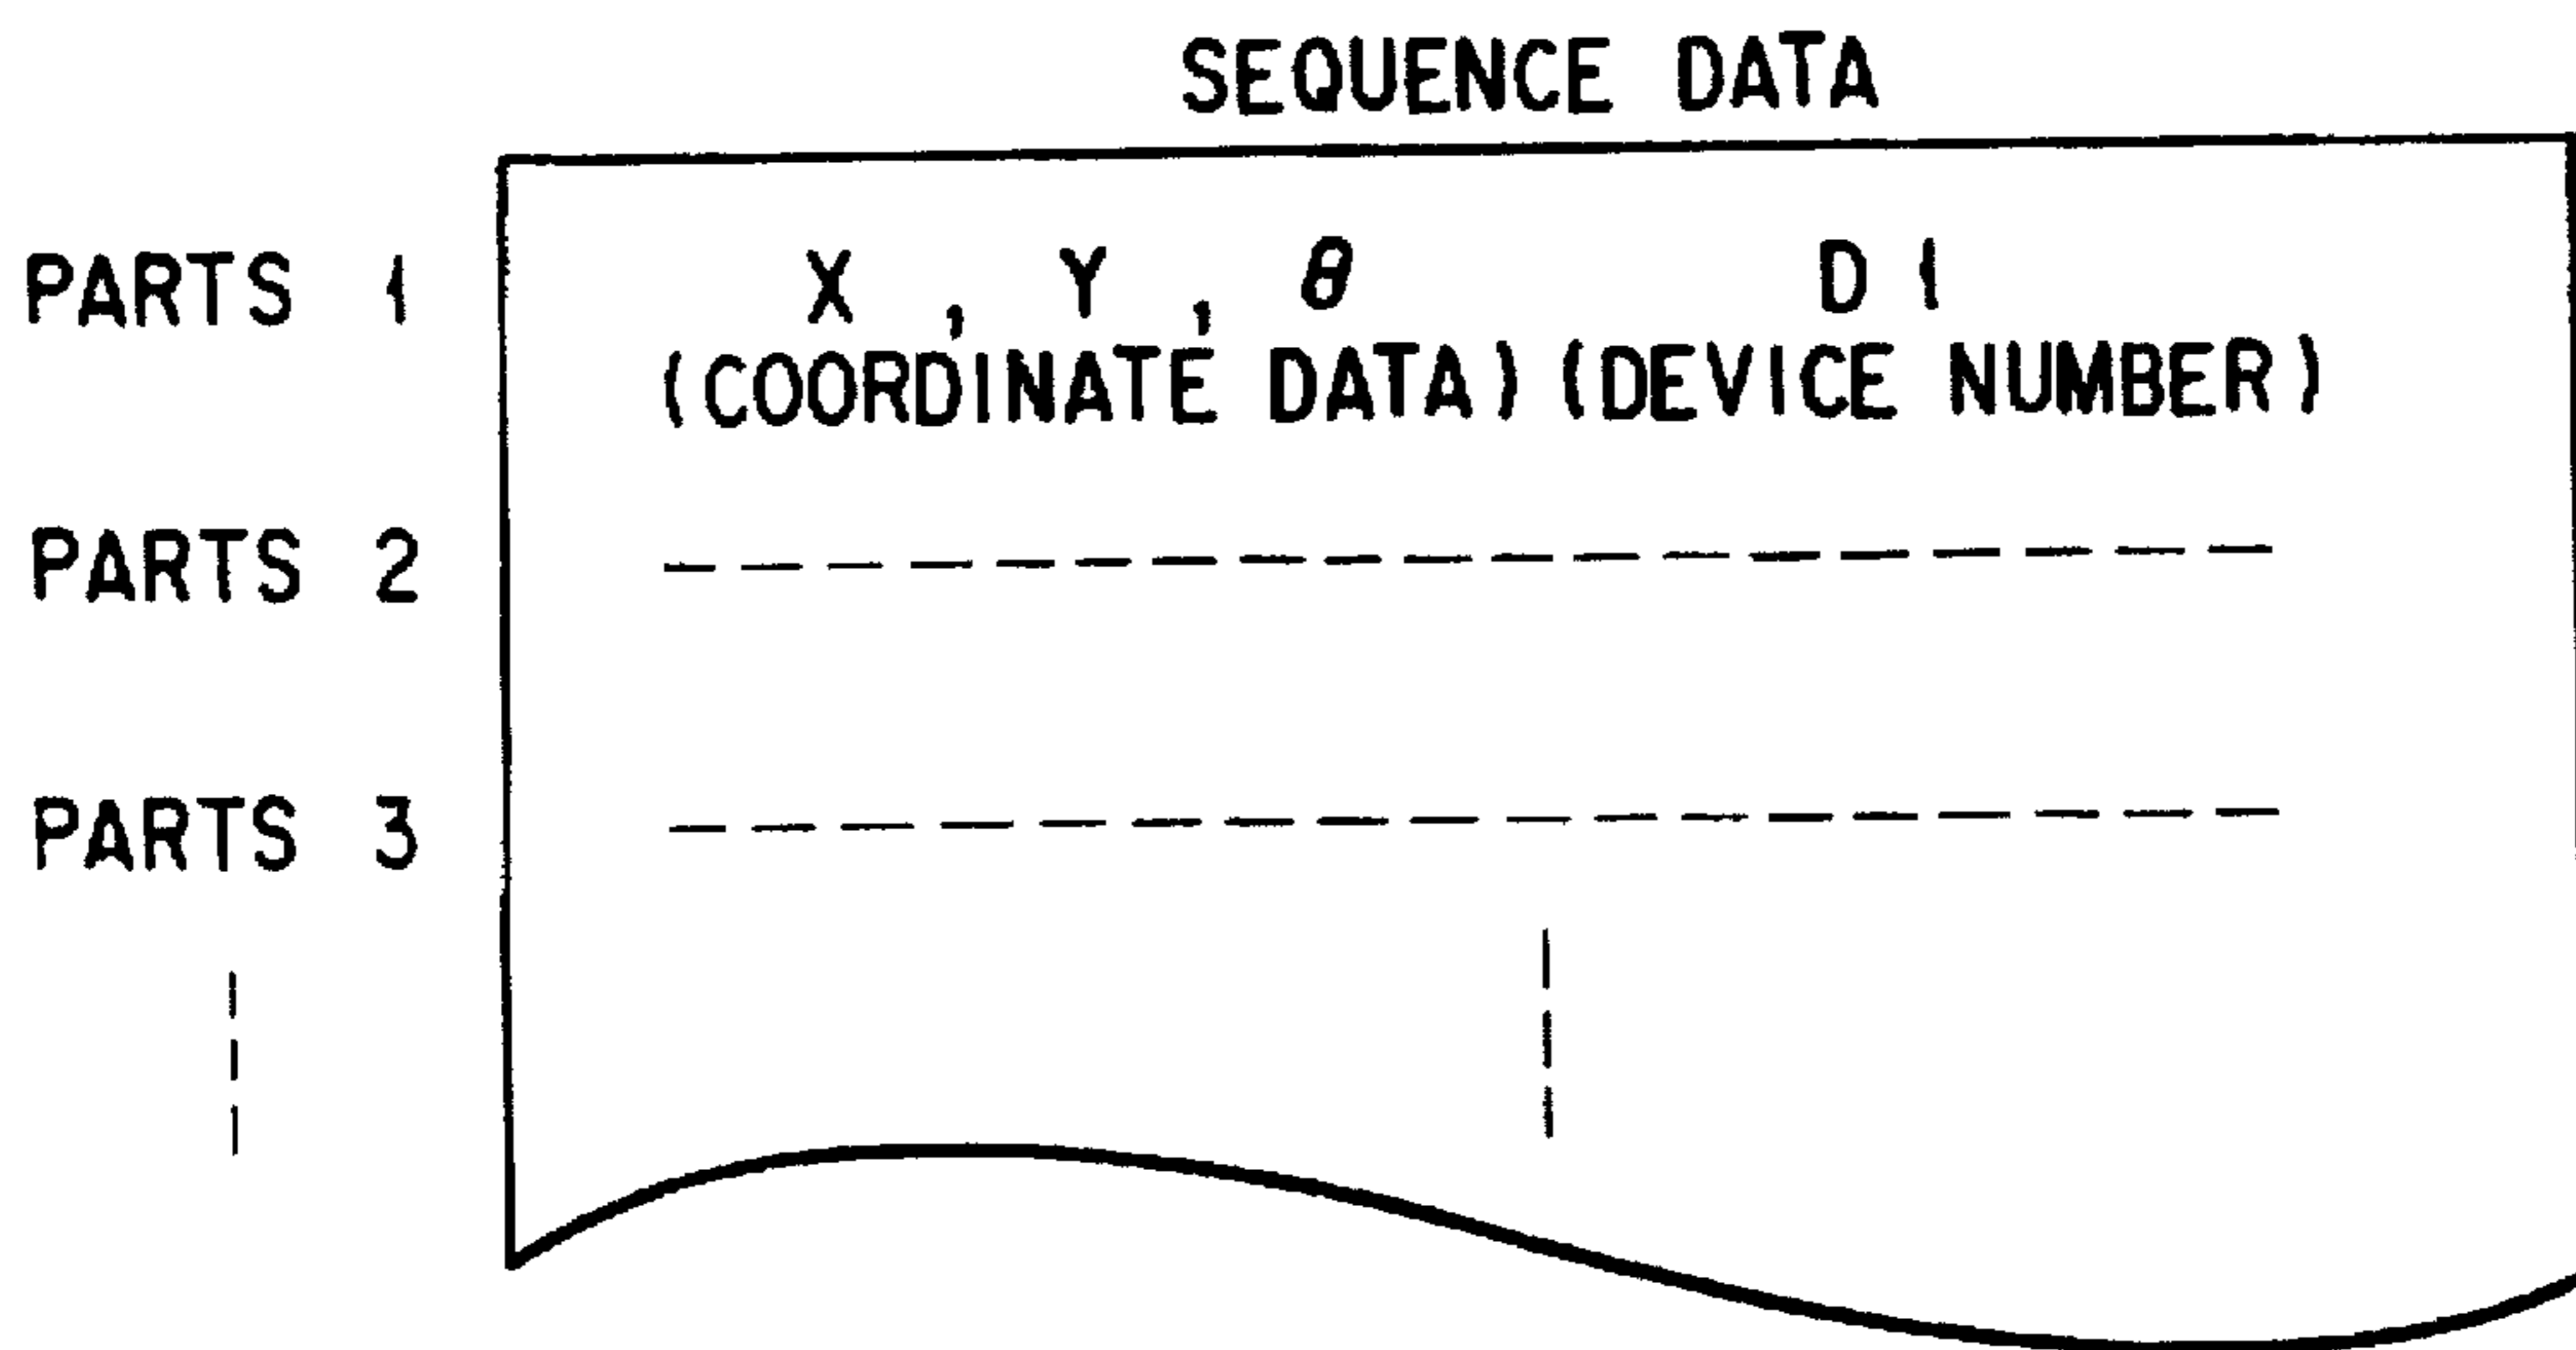 SEQUENCE DATA
PARTS 1 X , Y , θ D1
(COORDINATE DATA) (DEVICE NUMBER)
PARTS 2
PARTS 3